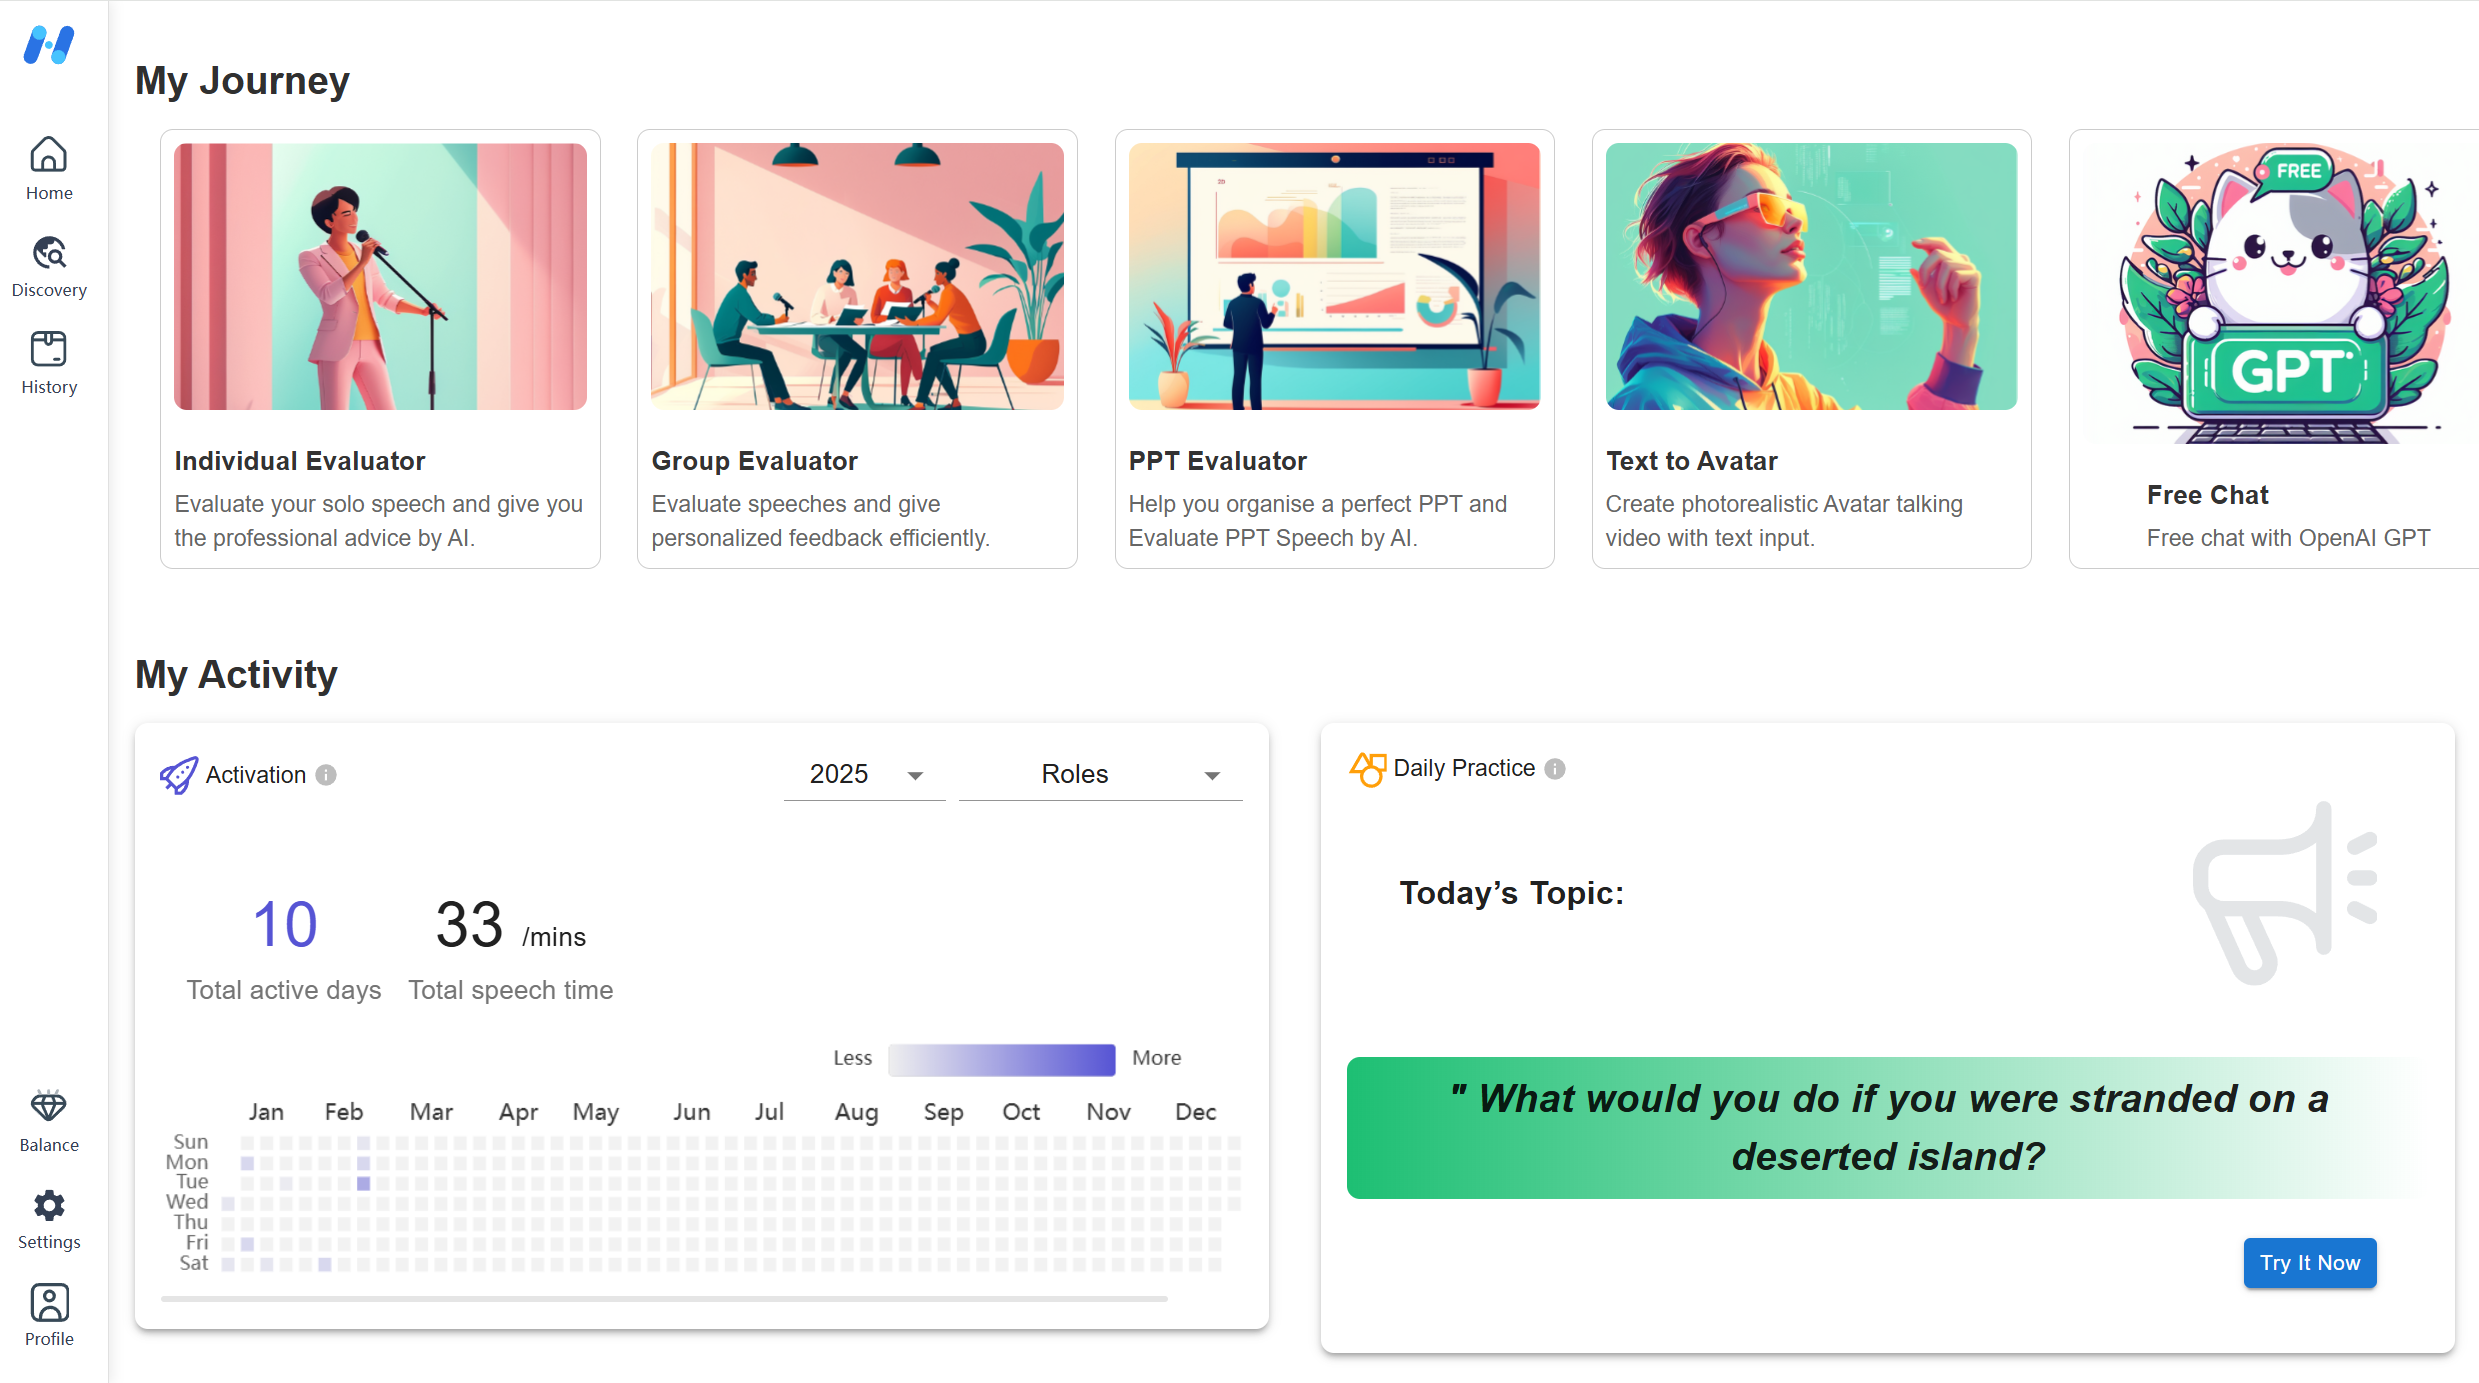 My Journey
Home
Discovery
History
FREE
GPT
Individual Evaluator
Evaluate your solo speech and give you
the professional advice by AI.
Group Evaluator
Evaluate speeches and give
personalized feedback efficiently.
PPT Evaluator
Help you organise a perfect PPT and
Evaluate PPT Speech by AI.
Text to Avatar
Create photorealistic Avatar talking
video with text input.
Free Chat
Free chat with OpenAI GPT
My Activity
Activation
2025
Roles
10
Total active days
33 /mins
Total speech time
Less
More
Jan Feb Mar Apr May Jun Jul Aug Sep Oct Nov Dec
Sun
Mon
Tue
Wed
Thu
Fri
Sat
Daily Practice
Today’s Topic:
" What would you do if you were stranded on a
deserted island?
Try It Now
Balance
Settings
Profile